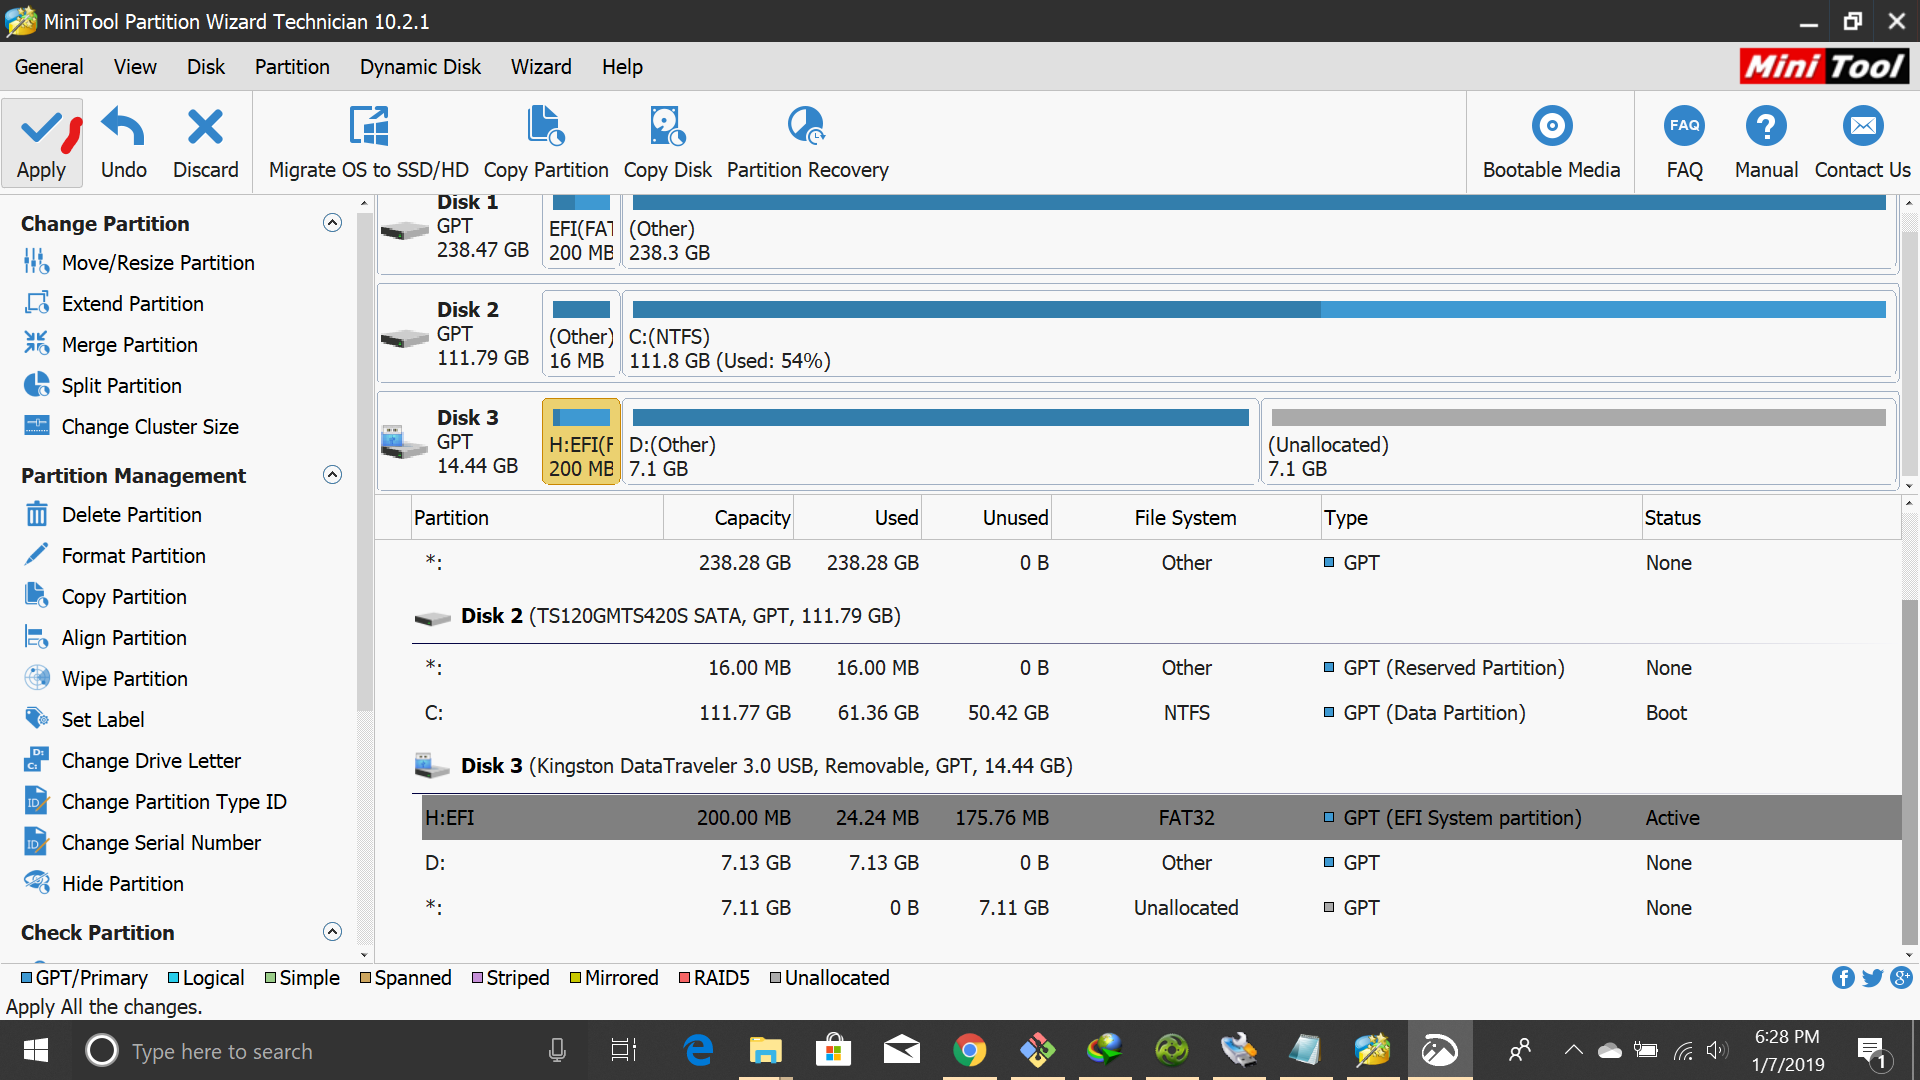 MiniTool Partition Wizard Technician 10.2.1
General View Disk Partition Dynamic Disk Wizard Help
Mini Tool
Apply Undo Discard Migrate OS to SSD/HD Copy Partition Copy Disk Partition Recovery Bootable Media FAQ FAQ Manual Contact Us
Change Partition
Move/Resize Partition
Extend Partition
Merge Partition
Split Partition
Change Cluster Size
Partition Management
Delete Partition
Format Partition
Copy Partition
Align Partition
Wipe Partition
Set Label
Change Drive Letter
Change Partition Type ID
Change Serial Number
Hide Partition
Check Partition
Disk 1
GPT
238.47 GB
EFI(FAT
200 MB
(Other)
238.3 GB
Disk 2
GPT
111.79 GB
(Other)
16 MB
C:(NTFS)
111.8 GB (Used: 54%)
Disk 3
GPT
14.44 GB
H:EFI(F
200 MB
D:(Other)
7.1 GB
(Unallocated)
7.1 GB
Partition Capacity Used Unused File System Type Status
*: 238.28 GB 238.28 GB 0 B Other GPT None
Disk 2 (TS120GMTS420S SATA, GPT, 111.79 GB)
*: 16.00 MB 16.00 MB 0 B Other GPT (Reserved Partition) None
C: 111.77 GB 61.36 GB 50.42 GB NTFS GPT (Data Partition) Boot
Disk 3 (Kingston DataTraveler 3.0 USB, Removable, GPT, 14.44 GB)
H:EFI 200.00 MB 24.24 MB 175.76 MB FAT32 GPT (EFI System partition) Active
D: 7.13 GB 7.13 GB 0 B Other GPT None
*: 7.11 GB 0 B 7.11 GB Unallocated GPT None
GPT/Primary Logical Simple Spanned Striped Mirrored RAID5 Unallocated
Apply All the changes.
Type here to search
6:28 PM
1/7/2019
1